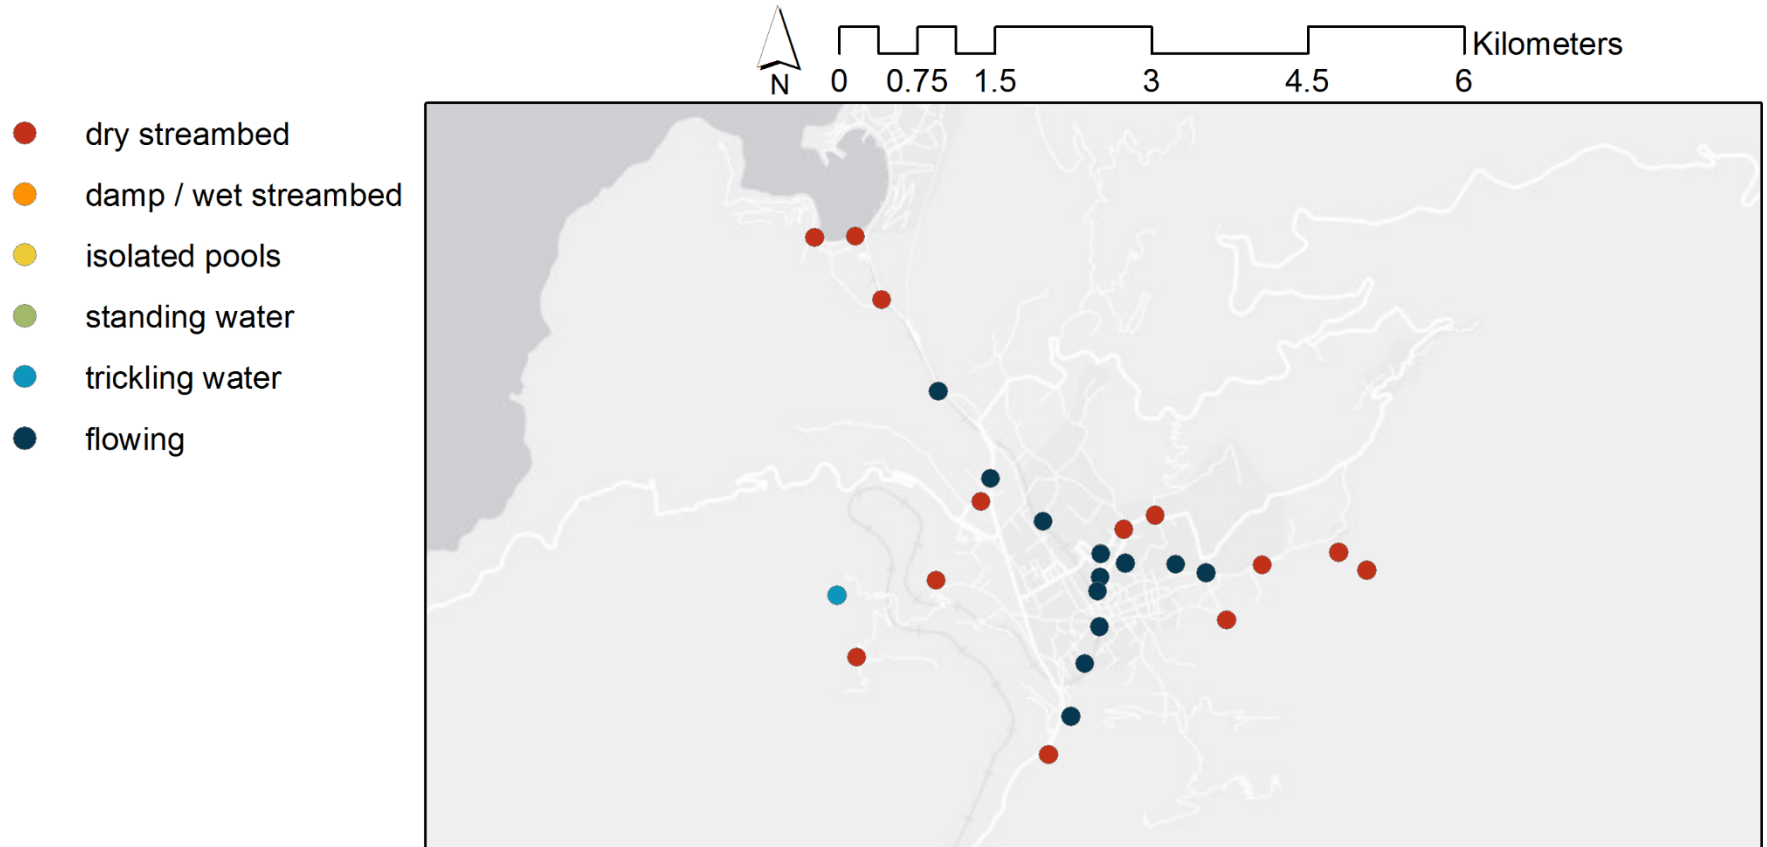 Kilometers
N 0 0.75 1.5 3 4.5 6
dry streambed
damp / wet streambed
isolated pools
standing water
trickling water
flowing